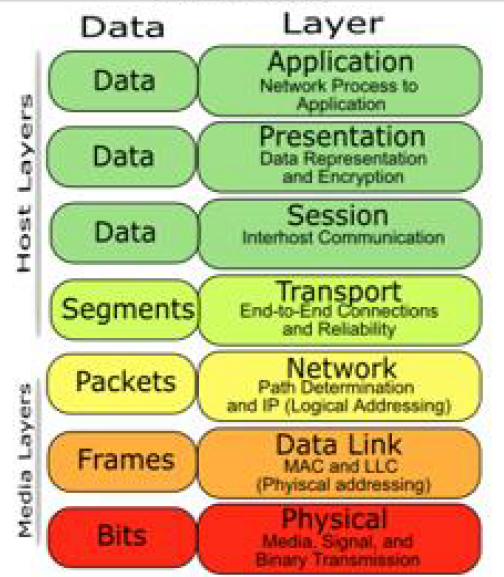 Data Layer
Host Layers
Data Application
Network Process to
Application
Data Presentation
Data Representation
and Encryption
Data Session
Interhost Communication
Segments Transport
End-to-End Connections
and Reliability
Media Layers
Packets Network
Path Determination
and IP (Logical Addressing)
Frames Data Link
MAC and LLC
(Phyiscal addressing)
Bits Physical
Media, Signal, and
Binary Transmission